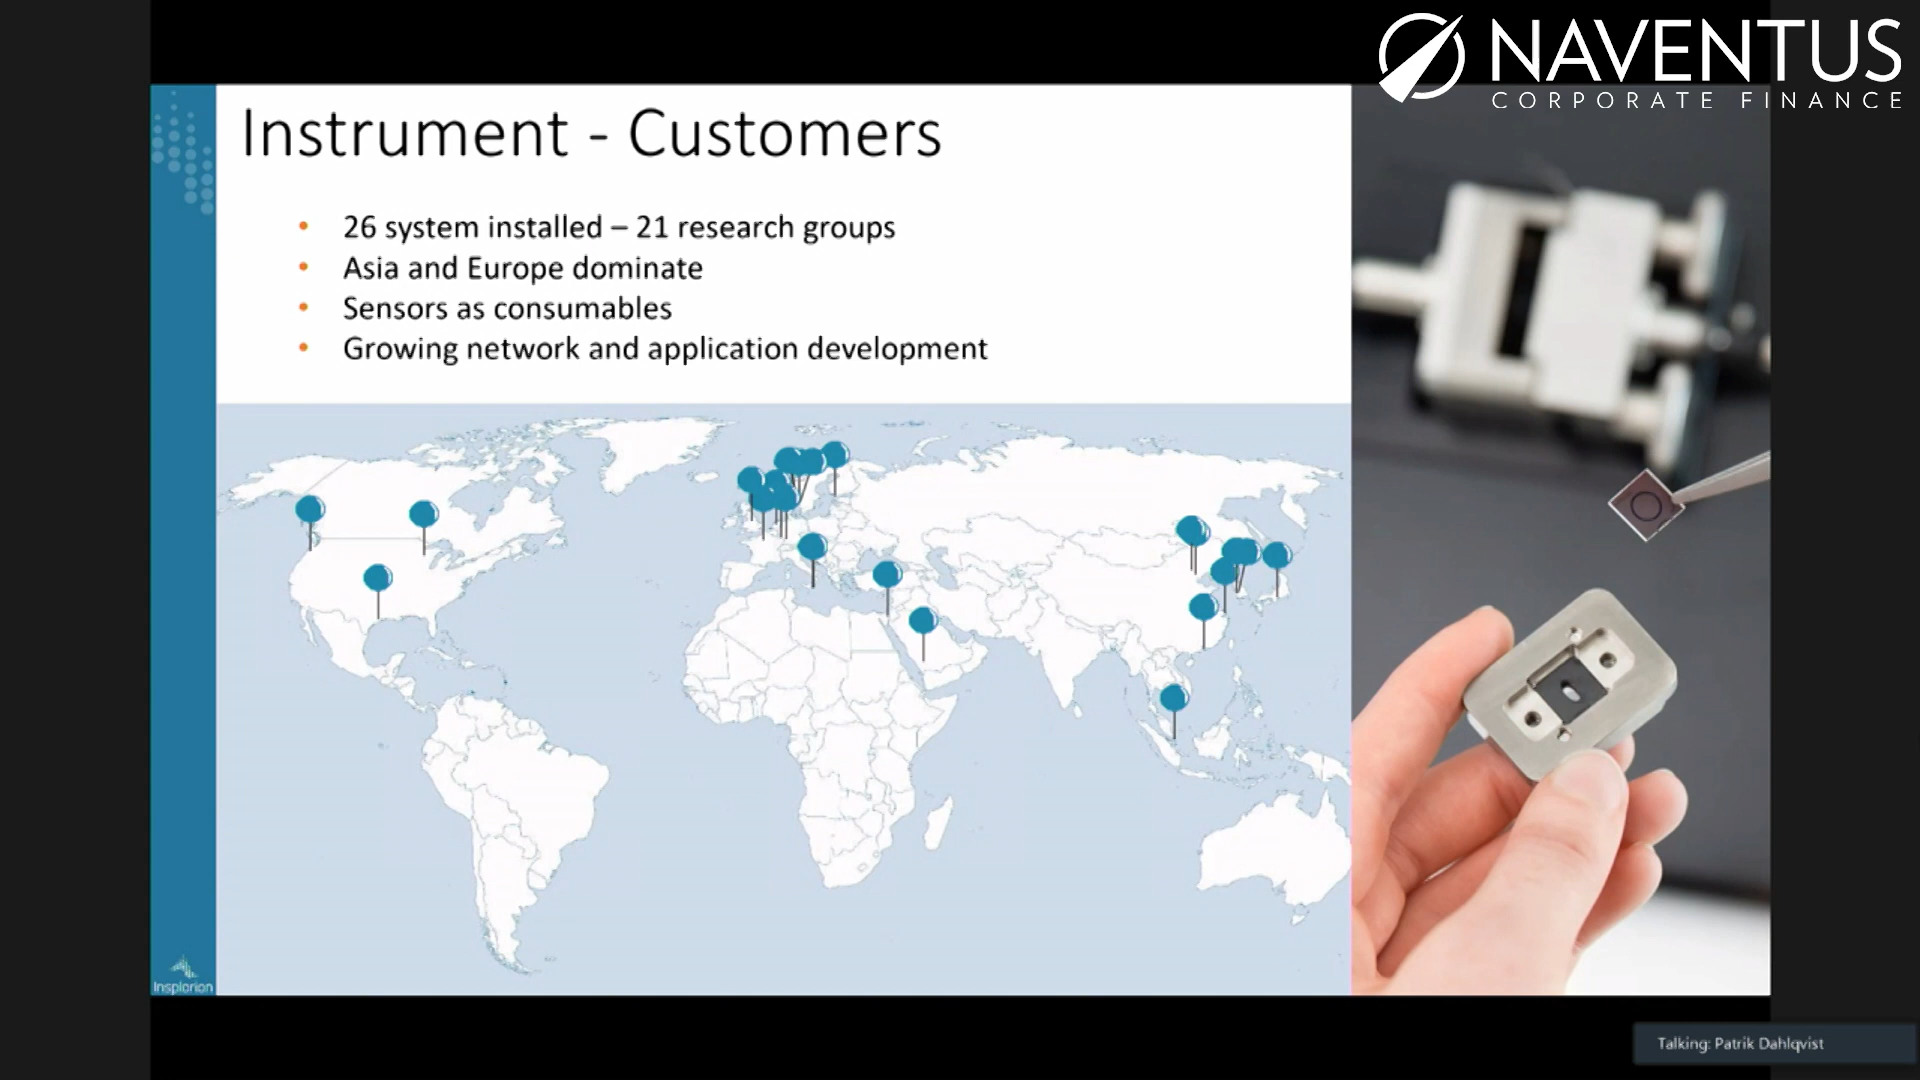 NAVENTUS
CORPORATE FINANCE
Instrument - Customers
• 26 system installed – 21 research groups
• Asia and Europe dominate
• Sensors as consumables
• Growing network and application development
Insplorion
Talking: Patrik Dahlqvist